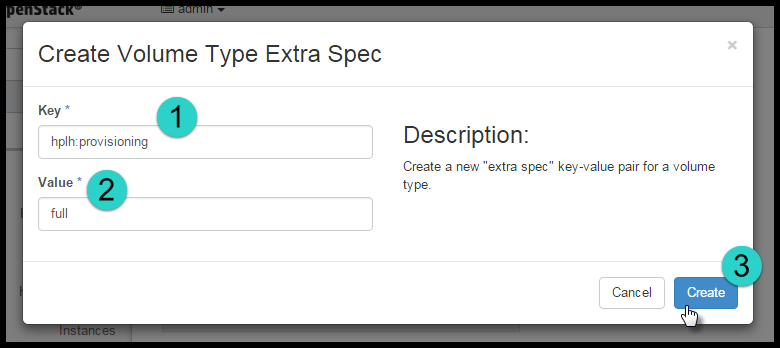 penStack®
admin
Create Volume Type Extra Spec
×
Key *
1
hplh:provisioning
Description:
Create a new "extra spec" key-value pair for a volume
type.
Value *
2
full
3
Cancel
Create
Instances